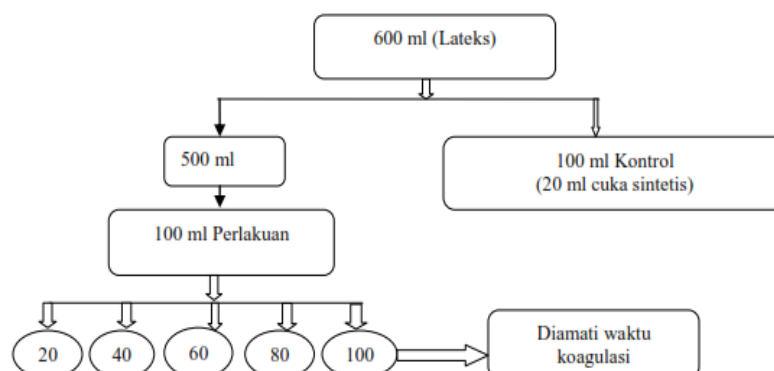 600 ml (Lateks)
500 ml
100 ml Kontrol
(20 ml cuka sintetis)
100 ml Perlakuan
20
40
60
80
100
Diamati waktu
koagulasi